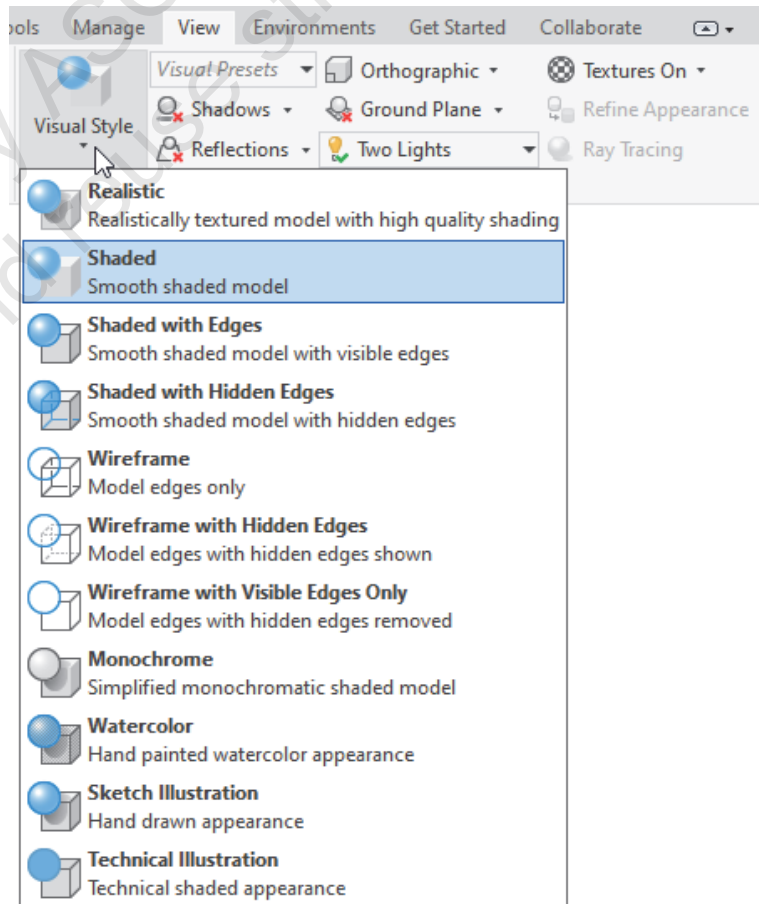 ools Manage View Environments Get Started Collaborate
Visual Presets Orthographic Textures On
Visual Style Shadows Ground Plane Refine Appearance
Reflections Two Lights Ray Tracing
Realistic
Realistically textured model with high quality shading
Shaded
Smooth shaded model
Shaded with Edges
Smooth shaded model with visible edges
Shaded with Hidden Edges
Smooth shaded model with hidden edges
Wireframe
Model edges only
Wireframe with Hidden Edges
Model edges with hidden edges shown
Wireframe with Visible Edges Only
Model edges with hidden edges removed
Monochrome
Simplified monochromatic shaded model
Watercolor
Hand painted watercolor appearance
Sketch Illustration
Hand drawn appearance
Technical Illustration
Technical shaded appearance